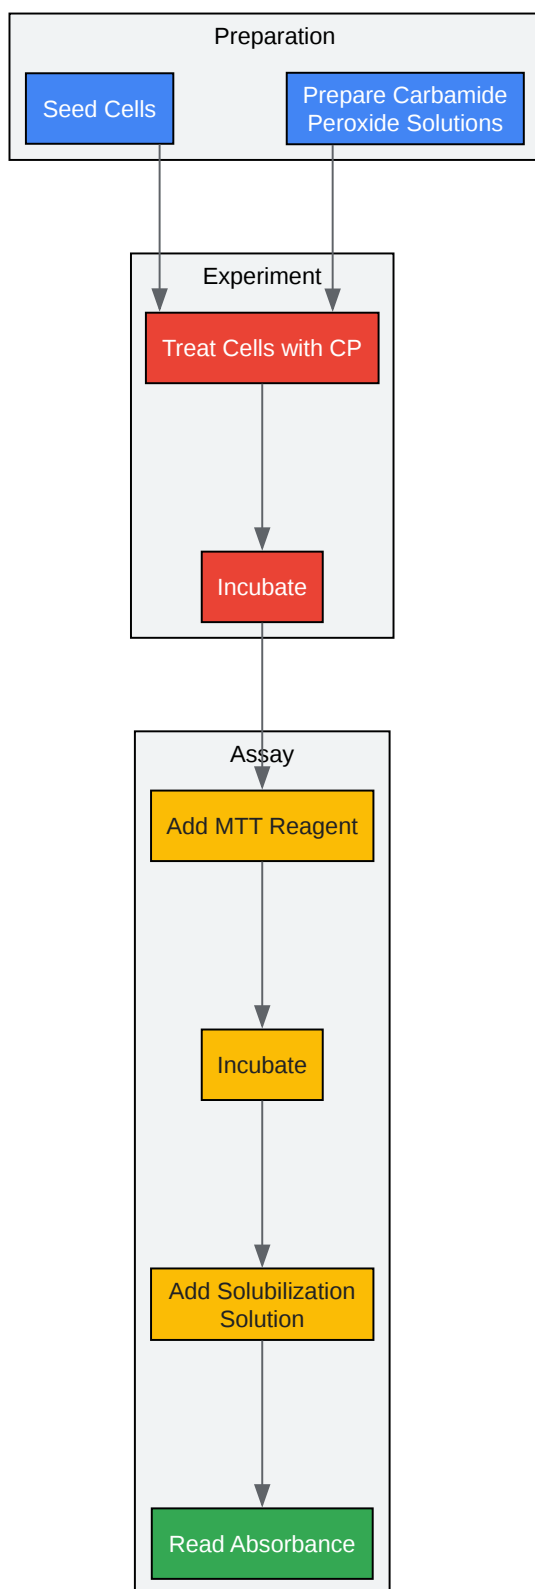 Preparation
Seed Cells
Prepare Carbamide
Peroxide Solutions
Experiment
Treat Cells with CP
Incubate
Assay
Add MTT Reagent
Incubate
Add Solubilization
Solution
Read Absorbance